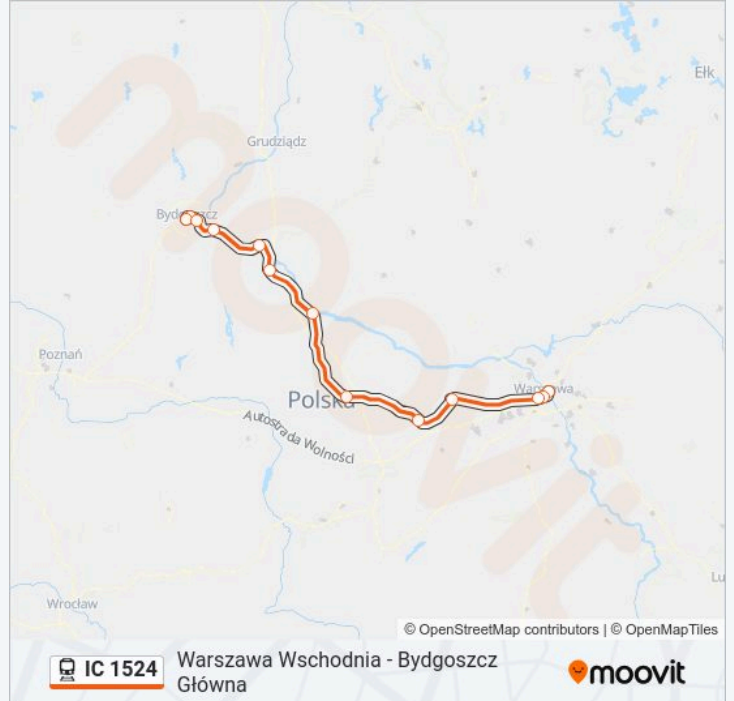 Ełk
Grudziądz
Bydgoszcz
Poznań
Warszawa
Polska
Autostrada Wolności
Wrocław
Lu
© OpenStreetMap contributors | © OpenMapTiles
IC 1524
Warszawa Wschodnia - Bydgoszcz
Główna
moovit
moovit